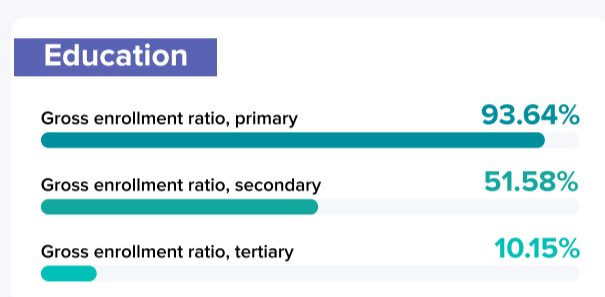 Education
Gross enrollment ratio, primary 93.64%
Gross enrollment ratio, secondary 51.58%
Gross enrollment ratio, tertiary 10.15%